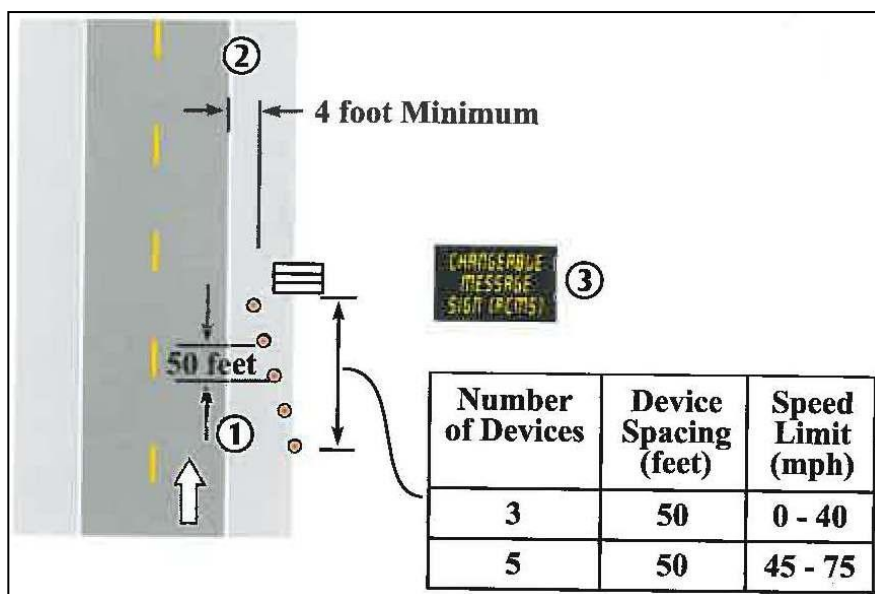 ②
4 foot Minimum
CHANGEABLE
MESSAGE
SIGN (PCMS)
③
50 feet
①
Number of Devices Device Spacing (feet) Speed Limit (mph)
3 50 0 - 40
5 50 45 - 75